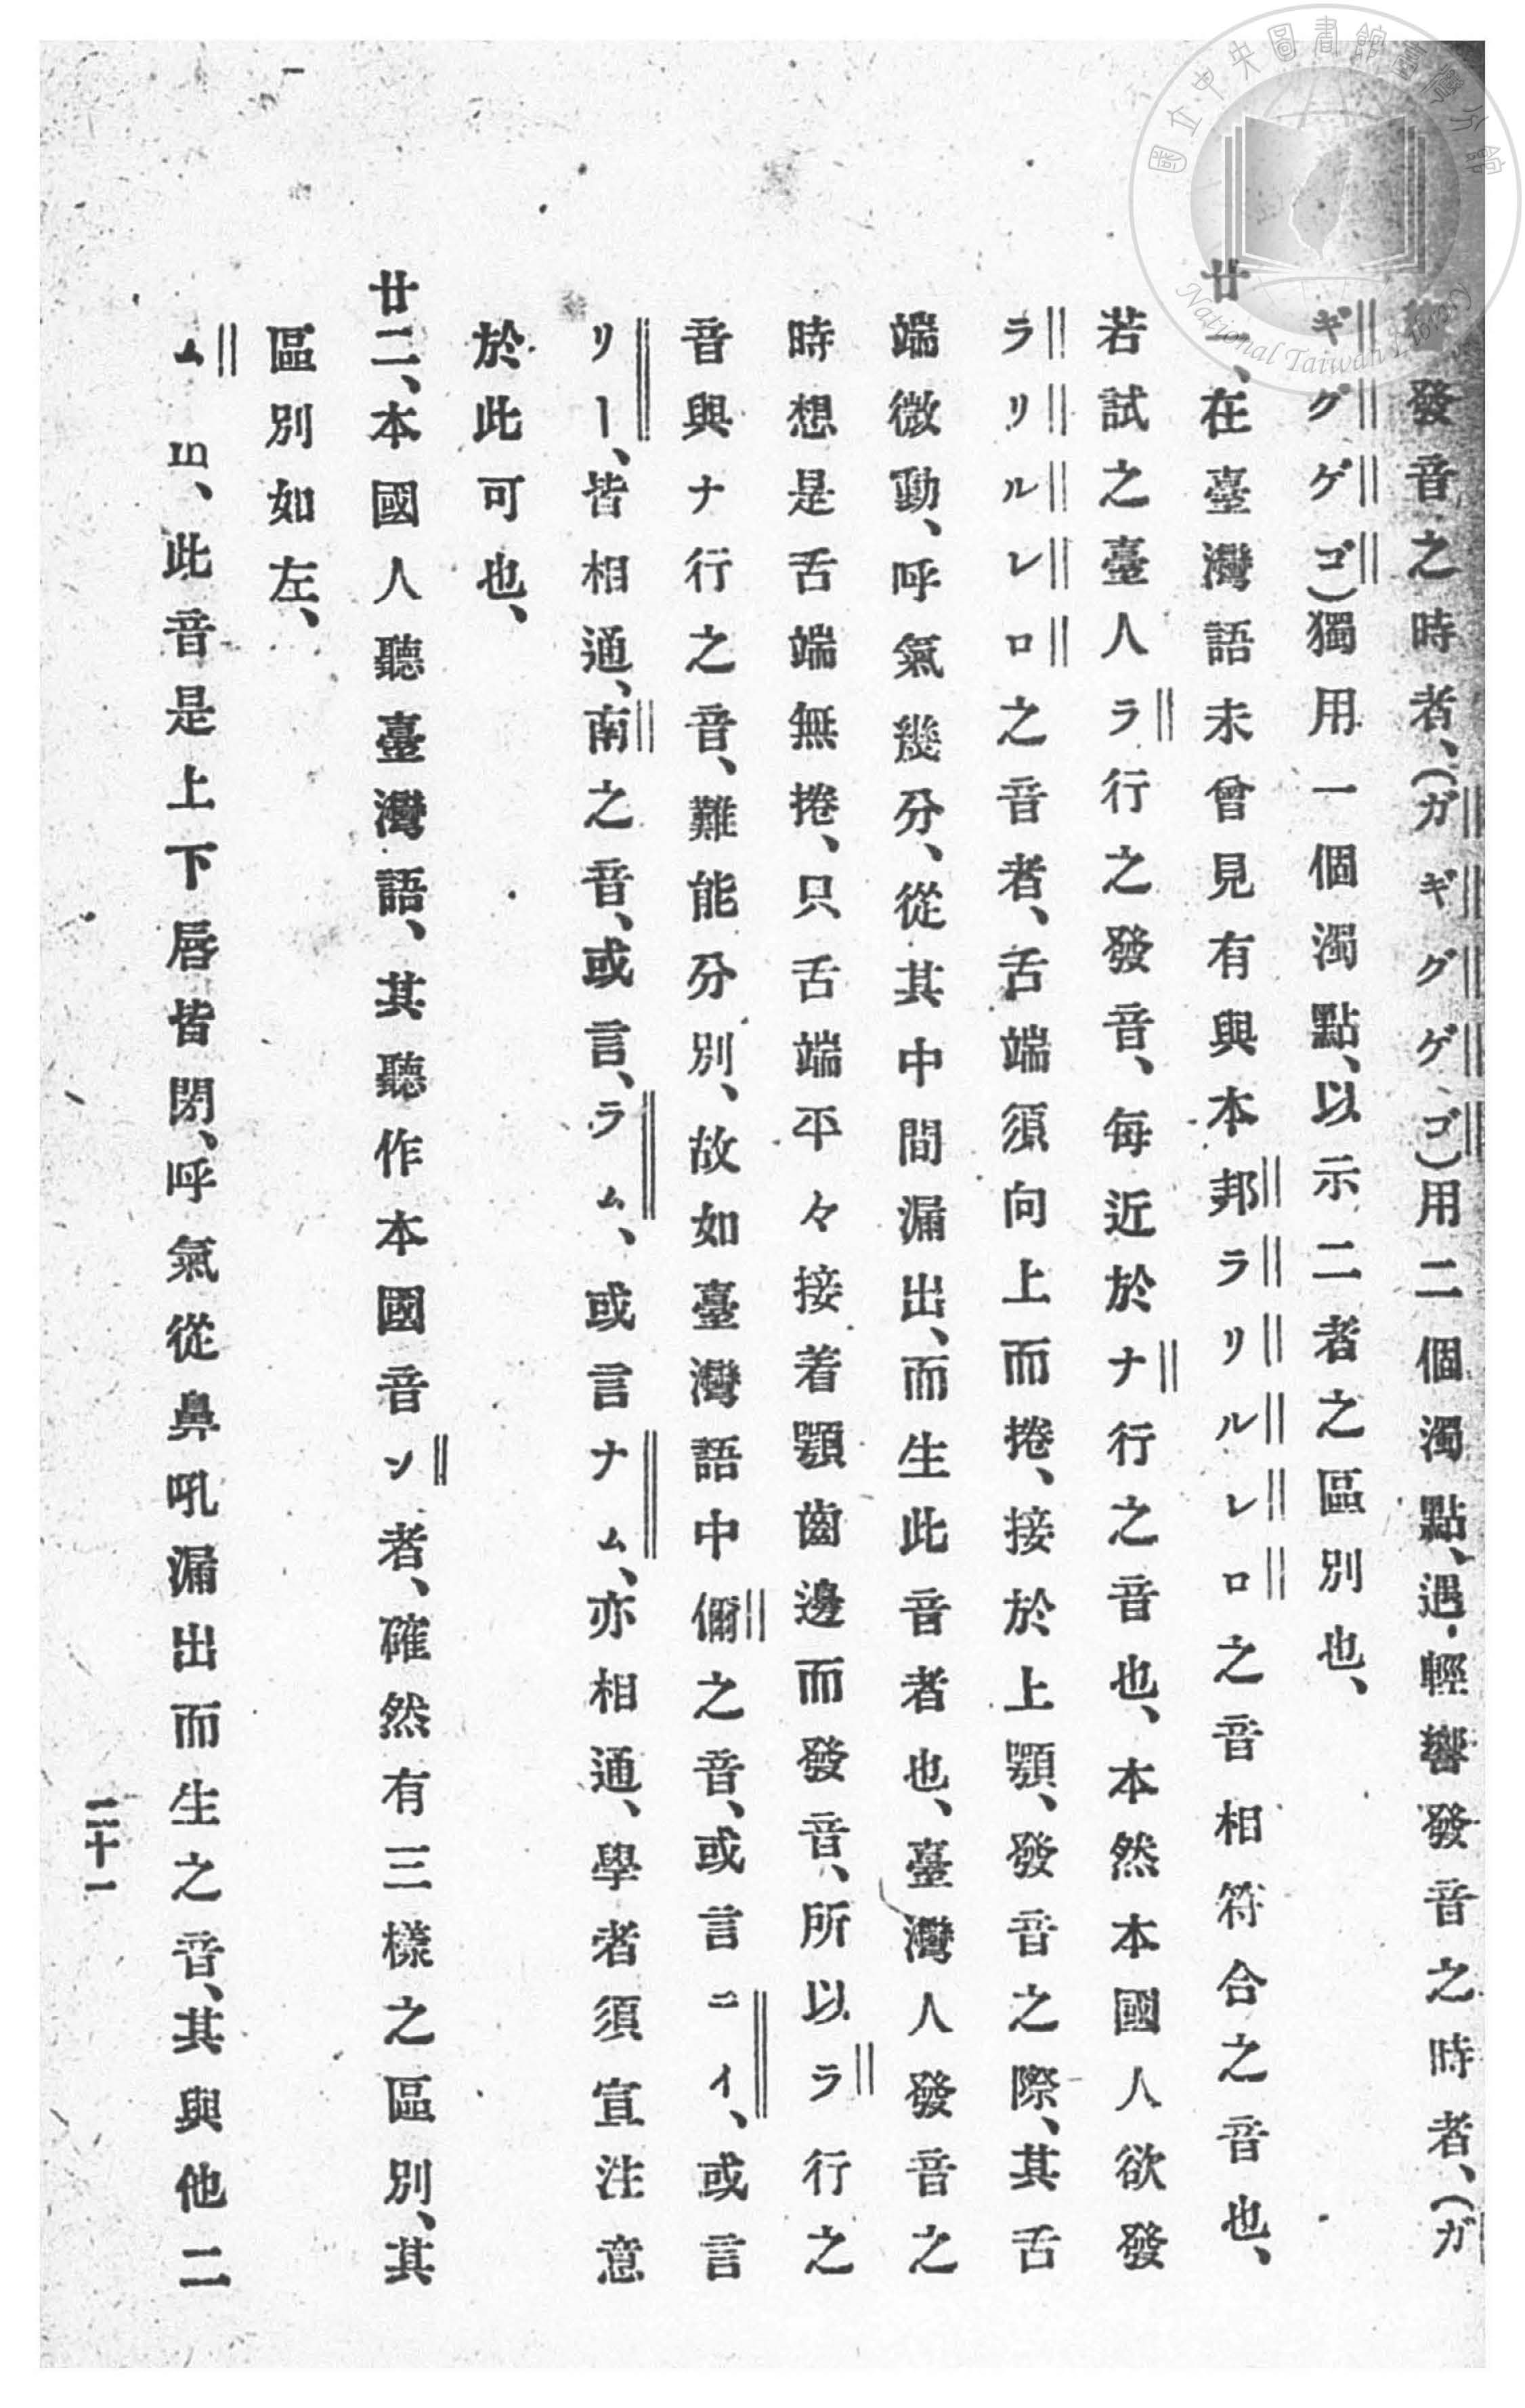 發音之時者、(ガギグゲゴ)用二個濁點、遇輕響發音之時者、(ガ
ギグゲゴ)獨用一個濁點、以示二者之區別也、
廿一、在臺灣語未曾見有與本邦ラリルレロ之音相符合之音也、
若試之臺人ラ行之發音、每近於ナ行之音也、本然本國人欲發
ラリルレロ之音者、舌端須向上而捲、接於上顎、發音之際、其舌
端微動、呼氣幾分、從其中間漏出、而生此音者也、臺灣人發音之
時想是舌端無捲、只舌端平々接着顎齒邊而發音、所以ラ行之
音與ナ行之音、難能分別、故如臺灣語中儞之音、或言ニイ、或言
リー、皆相通、南之音、或言、ラム、或言ナム、亦相通、學者須宣注意
於此可也、
廿二、本國人聽臺灣語、其聽作本國音ン者、確然有三樣之區別、其
區別如左、
ム m、此音是上下唇皆閉、呼氣從鼻吼漏出而生之音、其與他二
二十一
國立中央圖書館臺灣分館
National Taiwan Library